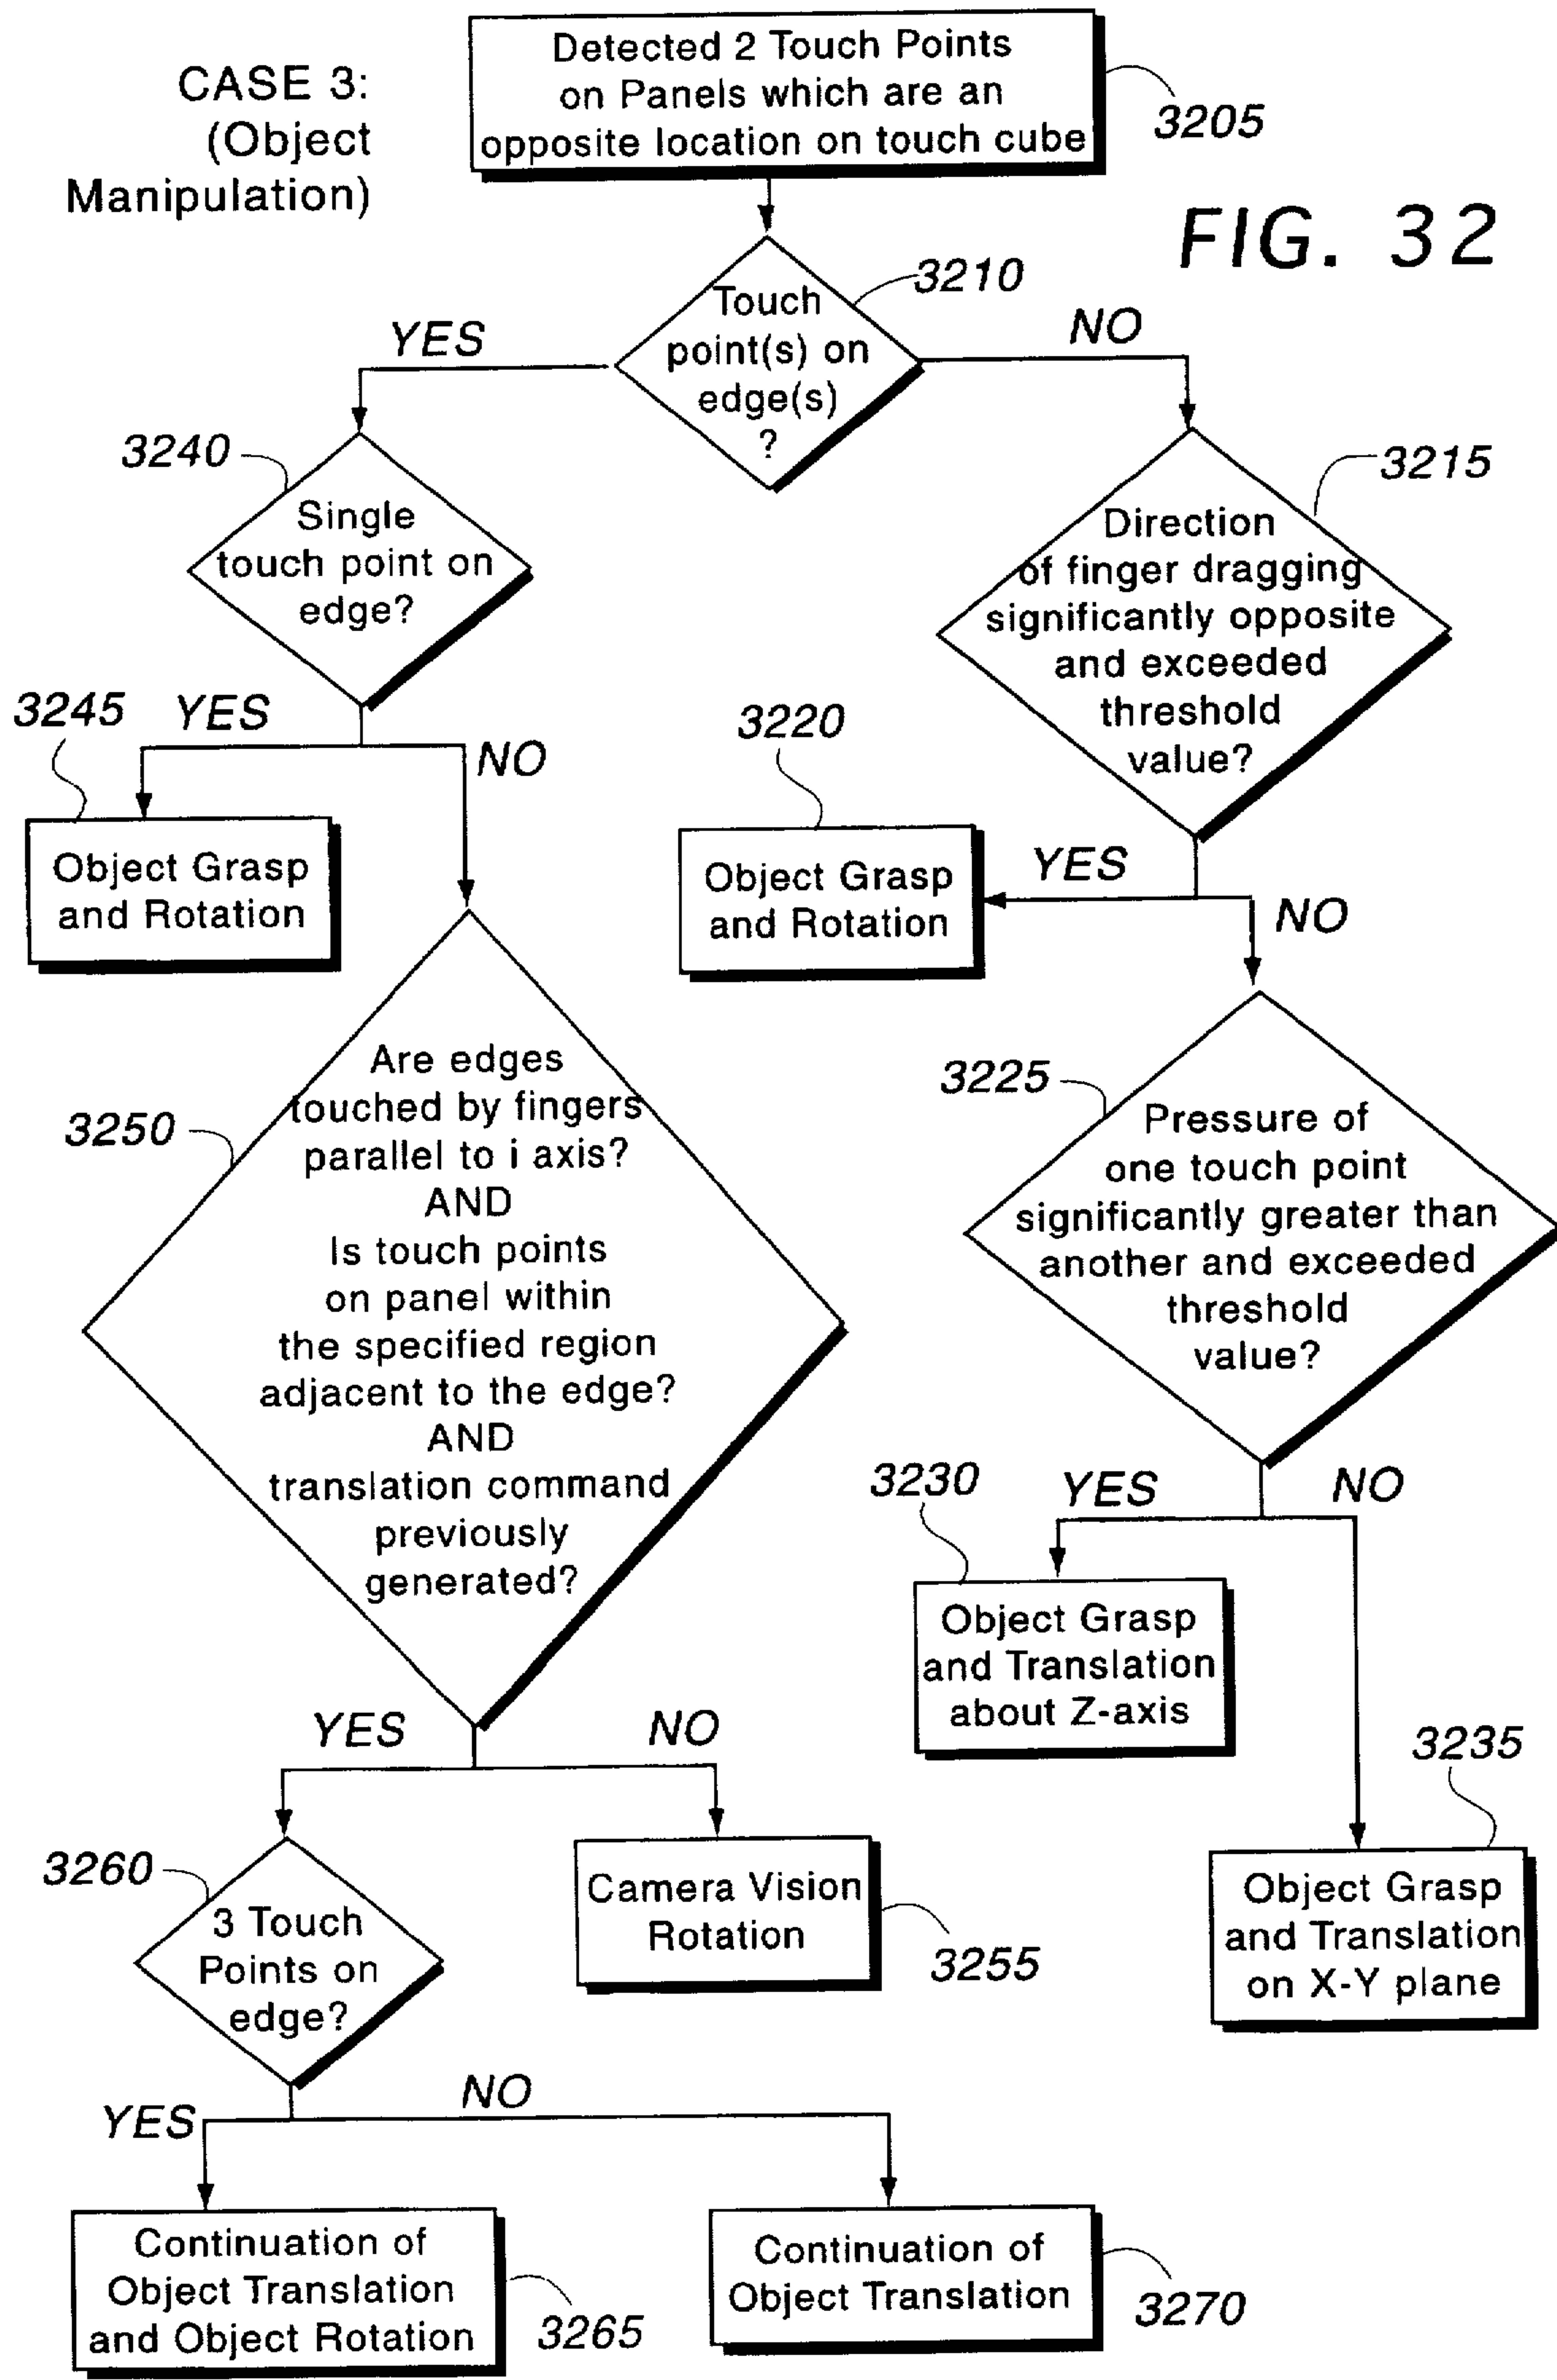 CASE 3:
(Object
Manipulation)
Detected 2 Touch Points
on Panels which are an
opposite location on touch cube
3205
FIG. 32
3210
Touch
point(s) on
edge(s)
?
YES
NO
3240
Single
touch point on
edge?
3215
Direction
of finger dragging
significantly opposite
and exceeded
threshold
value?
3245
YES
NO
3220
Object Grasp
and Rotation
Object Grasp
and Rotation
YES
NO
3250
Are edges
touched by fingers
parallel to i axis?
AND
Is touch points
on panel within
the specified region
adjacent to the edge?
AND
translation command
previously
generated?
3225
Pressure of
one touch point
significantly greater than
another and exceeded
threshold
value?
3230
YES
NO
Object Grasp
and Translation
about Z-axis
YES
NO
3235
Object Grasp
and Translation
on X-Y plane
3260
3 Touch
Points on
edge?
Camera Vision
Rotation
3255
YES
NO
Continuation of
Object Translation
and Object Rotation
3265
Continuation of
Object Translation
3270